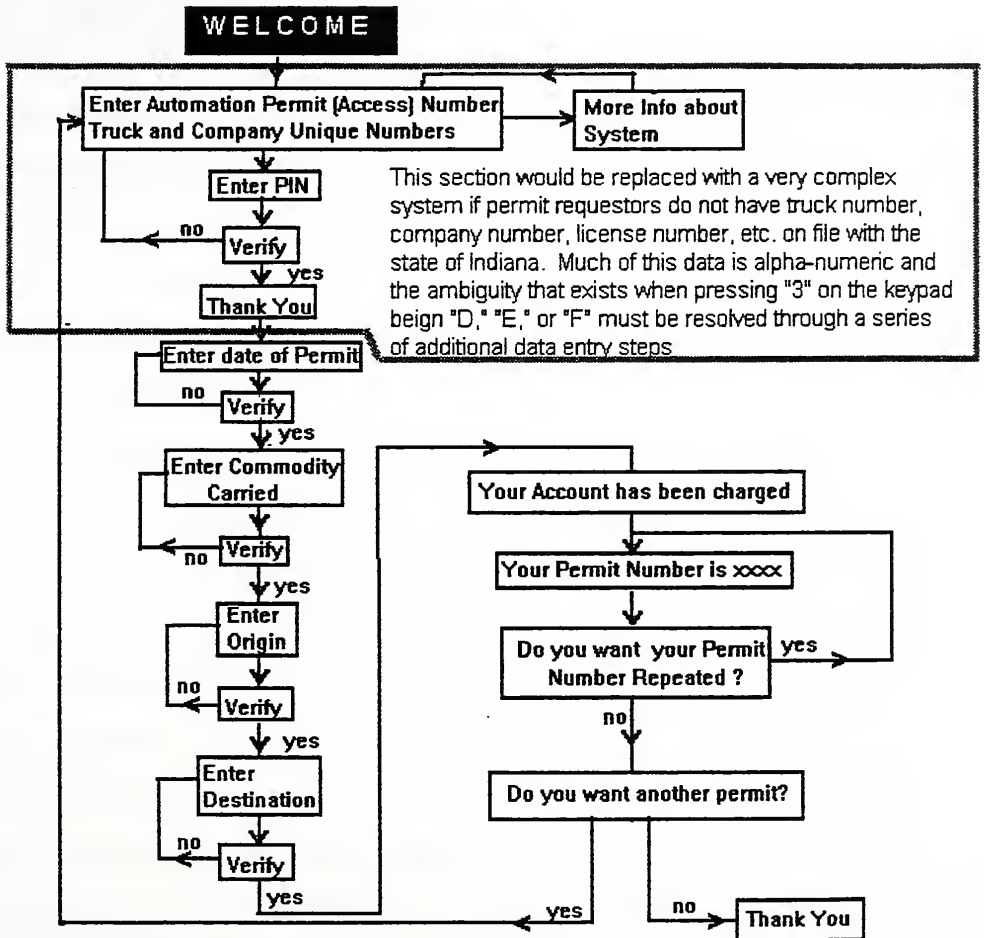 WELCOME
Enter Automation Permit (Access) Number
Truck and Company Unique Numbers
More Info about
System
Enter PIN
no
Verify
yes
Thank You
This section would be replaced with a very complex
system if permit requestors do not have truck number,
company number, license number, etc. on file with the
state of Indiana. Much of this data is alpha-numeric and
the ambiguity that exists when pressing "3" on the keypad
beign "D," "E," or "F" must be resolved through a series
of additional data entry steps
Enter date of Permit
no
Verify
yes
Enter Commodity
Carried
no
Verify
yes
Enter
Origin
no
Verify
yes
Enter
Destination
no
Verify
yes
Your Account has been charged
Your Permit Number is xxxx
Do you want your Permit
Number Repeated ?
yes
no
Do you want another permit?
yes
no
Thank You